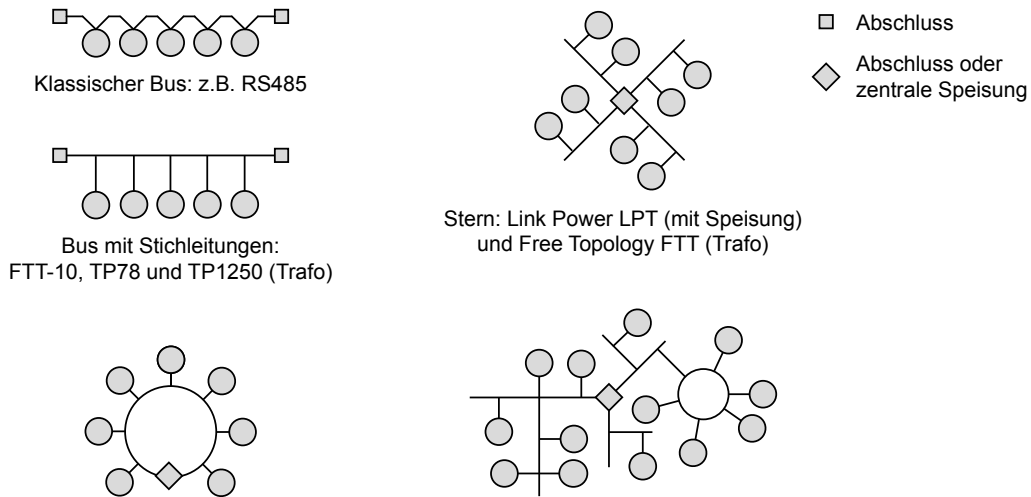 Klassischer Bus: z.B. RS485
Abschluss
Abschluss oder
zentrale Speisung
Bus mit Stichleitungen:
FTT-10, TP78 und TP1250 (Trafo)
Stern: Link Power LPT (mit Speisung)
und Free Topology FTT (Trafo)